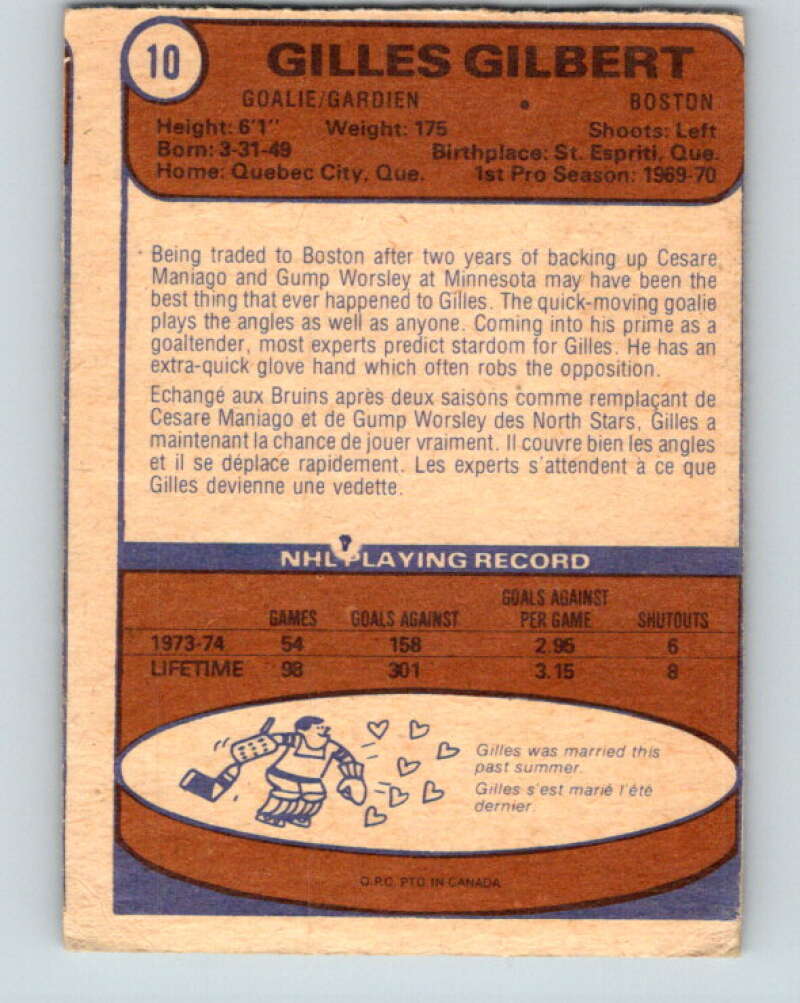 10
GILLES GILBERT
GOALIE/GARDIEN • BOSTON
Height: 6'1" Weight: 175 Shoots: Left
Born: 3-31-49 Birthplace: St. Espriti, Que.
Home: Quebec City, Que. 1st Pro Season: 1969-70
Being traded to Boston after two years of backing up Cesare
Maniago and Gump Worsley at Minnesota may have been the
best thing that ever happened to Gilles. The quick-moving goalie
plays the angles as well as anyone. Coming into his prime as a
goaltender, most experts predict stardom for Gilles. He has an
extra-quick glove hand which often robs the opposition.
Echangé aux Bruins après deux saisons comme remplaçant de
Cesare Maniago et de Gump Worsley des North Stars, Gilles a
maintenant la chance de jouer vraiment. Il couvre bien les angles
et il se déplace rapidement. Les experts s'attendent à ce que
Gilles devienne une vedette.
NHL PLAYING RECORD
GAMES GOALS AGAINST GOALS AGAINST PER GAME SHUTOUTS
1973-74 54 158 2.95 6
LIFETIME 98 301 3.15 8
Gilles was married this
past summer.
Gilles s'est marié l'été
dernier.
O.P.C. PTD. IN CANADA